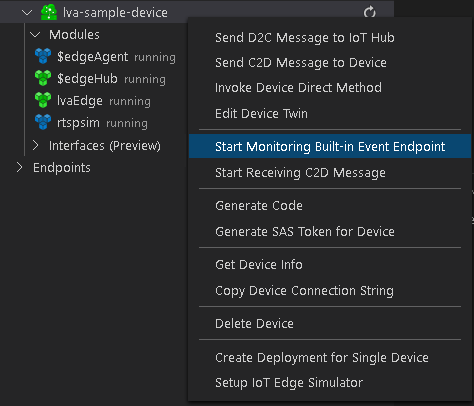 lva-sample-device
Modules
$edgeAgent running
$edgeHub running
lvaEdge running
rtspsim running
Interfaces (Preview)
Endpoints
Send D2C Message to IoT Hub
Send C2D Message to Device
Invoke Device Direct Method
Edit Device Twin
Start Monitoring Built-in Event Endpoint
Start Receiving C2D Message
Generate Code
Generate SAS Token for Device
Get Device Info
Copy Device Connection String
Delete Device
Create Deployment for Single Device
Setup IoT Edge Simulator